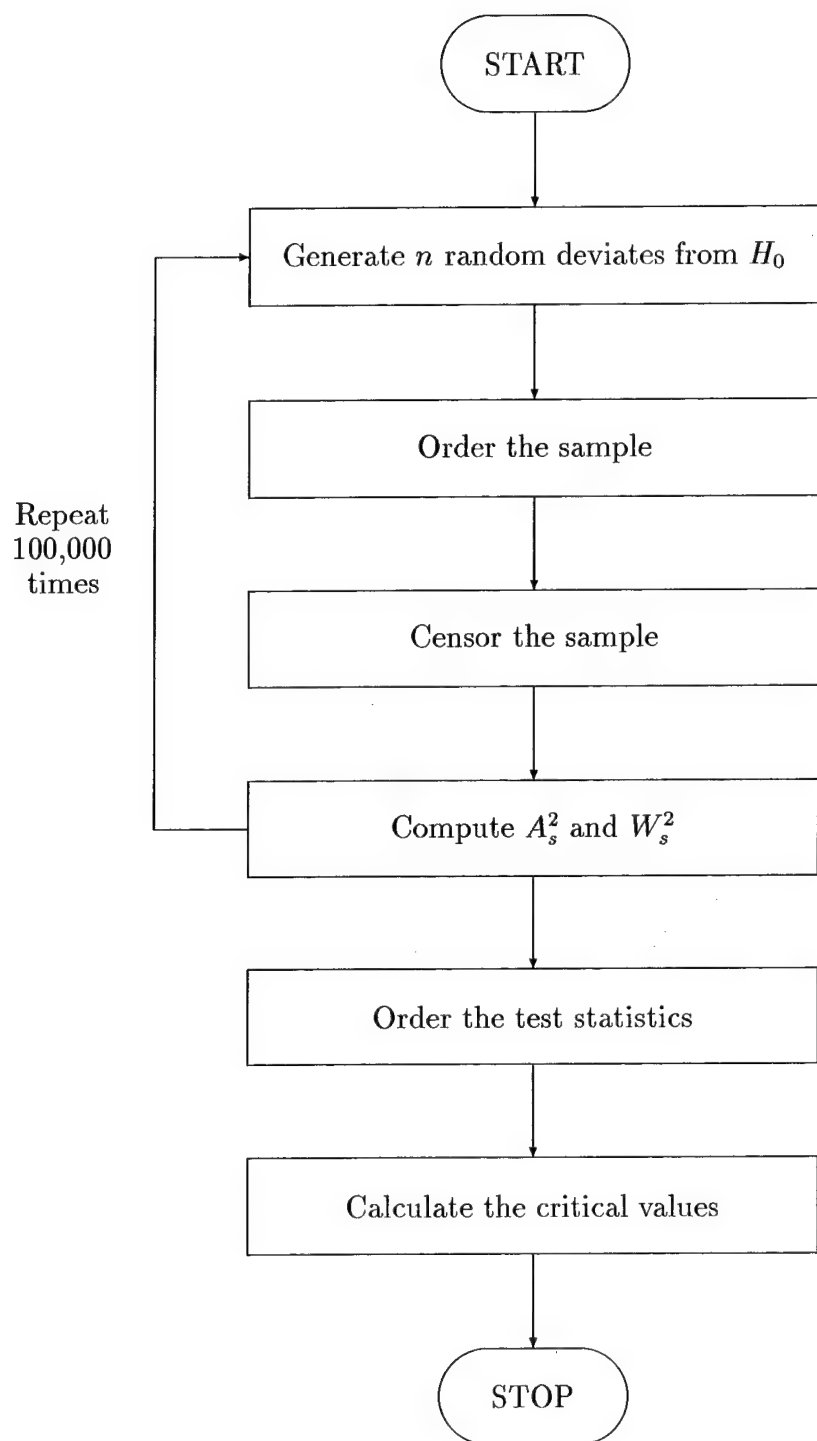 START
Generate n random deviates from H₀
Order the sample
Repeat
100,000
times
Censor the sample
Compute A²ₛ and W²ₛ
Order the test statistics
Calculate the critical values
STOP